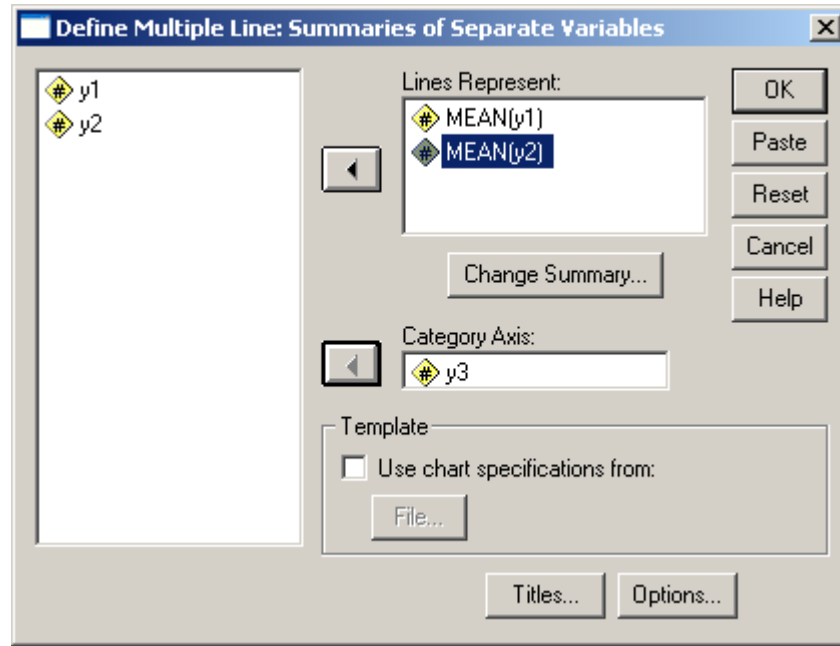 Define Multiple Line: Summaries of Separate Variables
y1
y2
Lines Represent:
MEAN(y1)
MEAN(y2)
Change Summary...
Category Axis:
y3
Template
Use chart specifications from:
File...
Titles...
Options...
OK
Paste
Reset
Cancel
Help